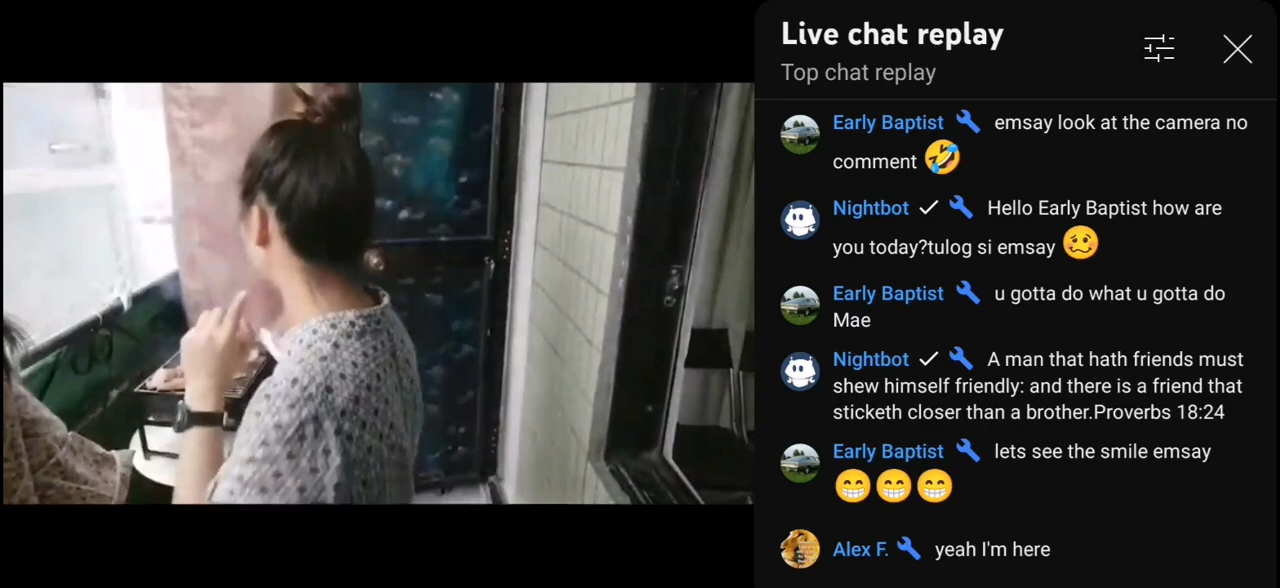 Live chat replay
Top chat replay
Early Baptist emsay look at the camera no
comment 🤣
Nightbot Hello Early Baptist how are
you today?tulog si emsay 🥴
Early Baptist u gotta do what u gotta do
Mae
Nightbot A man that hath friends must
shew himself friendly: and there is a friend that
sticketh closer than a brother.Proverbs 18:24
Early Baptist lets see the smile emsay
😁😁😁
Alex F. yeah I'm here